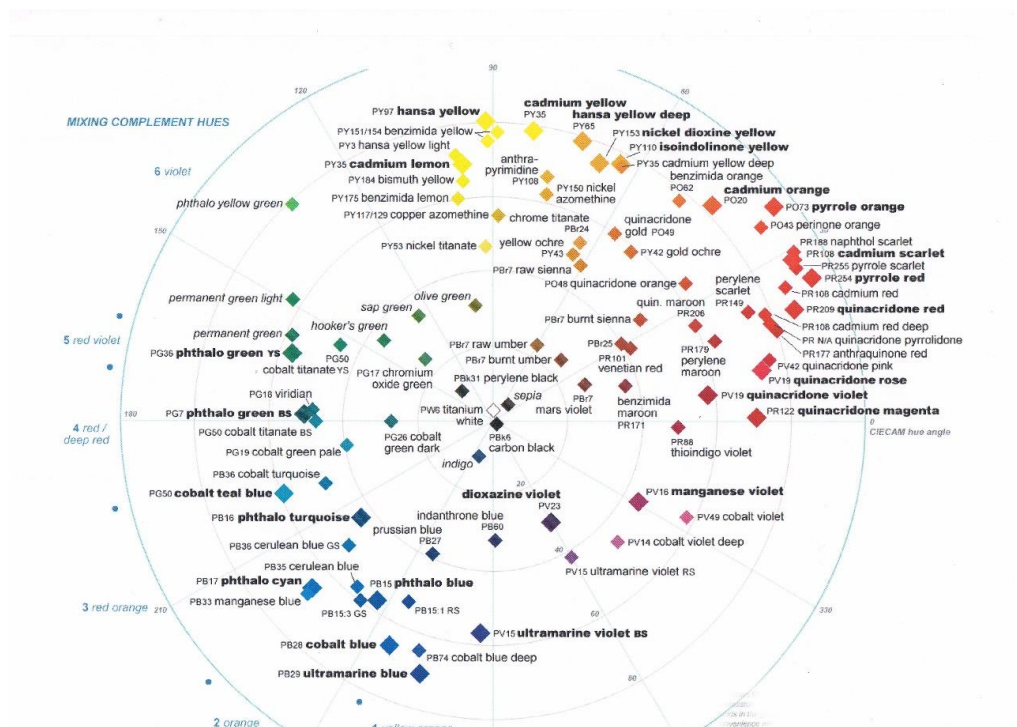 90
120
60
MIXING COMPLEMENT HUES
PY97 hansa yellow
cadmium yellow
PY35
hansa yellow deep
PY65
PY151/154 benzimida yellow
PY153 nickel dioxine yellow
PY3 hansa yellow light
PY110 isoindolinone yellow
PY35 cadmium lemon
anthra-
pyrimidine
PY108
PY35 cadmium yellow deep
benzimida orange
PO62
6 violet
PY184 bismuth yellow
PY150 nickel
azomethine
cadmium orange
PO20
PY175 benzimida lemon
phthalo yellow green
PO73 pyrrole orange
PY117/129 copper azomethine
chrome titanate
quinacridone
gold PO49
PO43 perinone orange
150
PBr24
30
PY53 nickel titanate
yellow ochre
PY43
PY42 gold ochre
PR188 naphthol scarlet
PR108 cadmium scarlet
PBr7 raw sienna
PR255 pyrrole scarlet
perylene
scarlet
PR149
PR254 pyrrole red
PO48 quinacridone orange
permanent green light
olive green
PR108 cadmium red
sap green
quin. maroon
PR206
PR209 quinacridone red
PBr7 burnt sienna
hooker's green
PR108 cadmium red deep
5 red violet
permanent green
PR N/A quinacridone pyrrolidone
PG36 phthalo green YS
PG50
PBr7 raw umber
PBr25
PR179
perylene
maroon
PR177 anthraquinone red
cobalt titanate YS
PBr7 burnt umber
PR101
venetian red
PV42 quinacridone pink
PG17 chromium
oxide green
PV19 quinacridone rose
PBk31 perylene black
PG18 viridian
sepia
PBr7
mars violet
benzimida
maroon
PR171
PV19 quinacridone violet
180
PG7 phthalo green BS
PW6 titanium
white
PR122 quinacridone magenta
0
4 red /
deep red
PG50 cobalt titanate BS
PG26 cobalt
green dark
PBk6
carbon black
PR88
thioindigo violet
CIECAM hue angle
PG19 cobalt green pale
indigo
PB36 cobalt turquoise
20
PG50 cobalt teal blue
dioxazine violet
PV23
PV16 manganese violet
PB16 phthalo turquoise
indanthrone blue
PB60
PV49 cobalt violet
prussian blue
PB27
PB36 cerulean blue GS
40
PV14 cobalt violet deep
PB35 cerulean blue
PV15 ultramarine violet RS
PB17 phthalo cyan
PB15 phthalo blue
PB33 manganese blue
3 red orange
210
PB15:3 GS
PB15:1 RS
60
330
PV15 ultramarine violet BS
PB28 cobalt blue
PB74 cobalt blue deep
PB29 ultramarine blue
80
2 orange